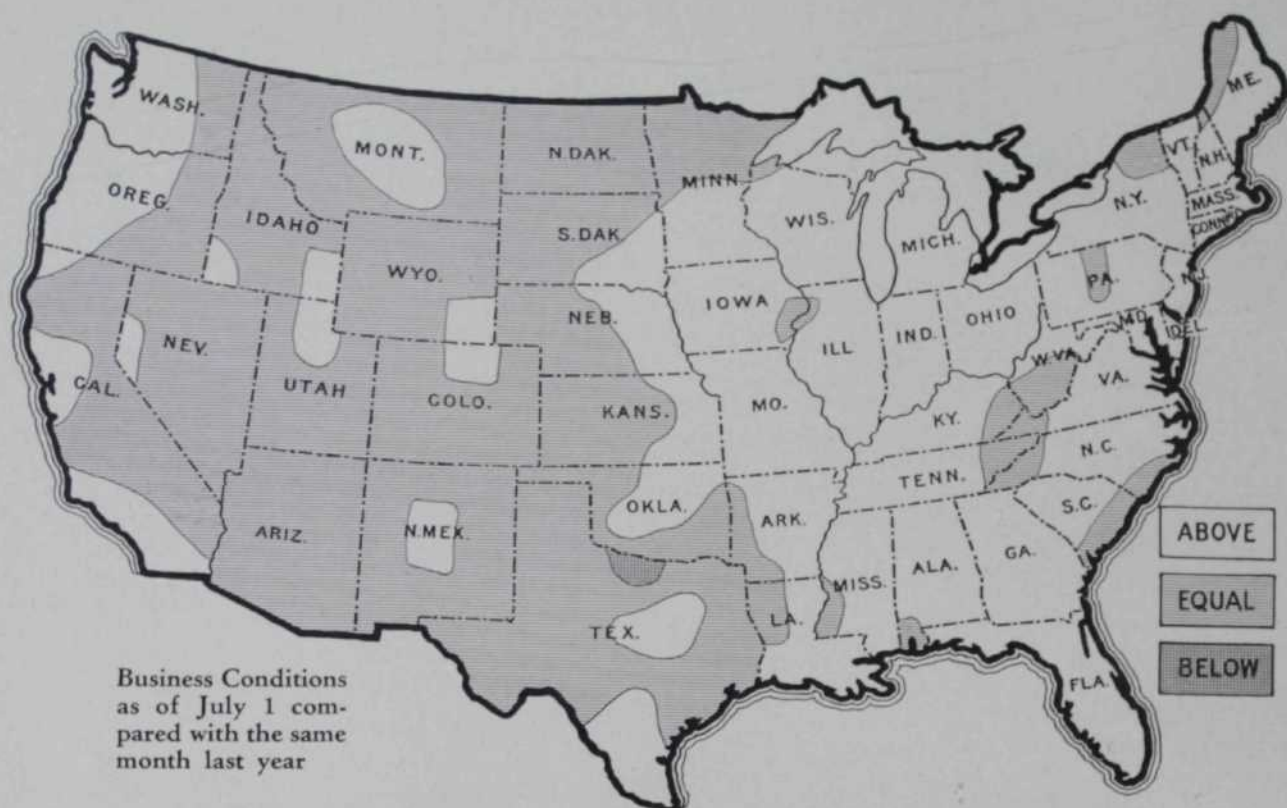 WASH.
OREG.
CAL.
NEV.
IDAHO
MONT.
WYO.
UTAH
COLO.
ARIZ.
N.MEX.
N.DAK.
S.DAK.
NEB.
KANS.
OKLA.
TEX.
MINN.
IOWA
MO.
ARK.
LA.
WIS.
ILL
MICH.
IND.
OHIO
KY.
TENN.
MISS.
ALA.
GA.
FLA.
S.C.
N.C.
VA.
W.VA.
MD.
DEL.
PA.
N.Y.
CONN.
MASS.
VT.
N.H.
ME.
ABOVE
EQUAL
BELOW
Business Conditions
as of July 1 com-
pared with the same
month last year